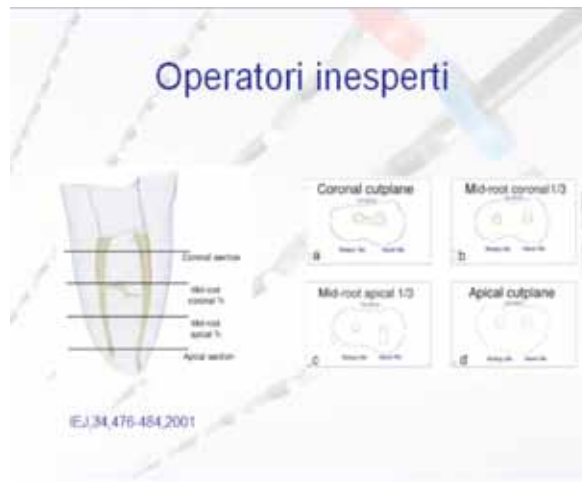 Operatori inesperti
Coronal section
Mid-root
coronal ⅓
Mid-root
apical ⅓
Apical section
Coronal cutplane
a
Mid-root coronal 1/3
b
Mid-root apical 1/3
c
Apical cutplane
d
IEJ,34,476-484,2001